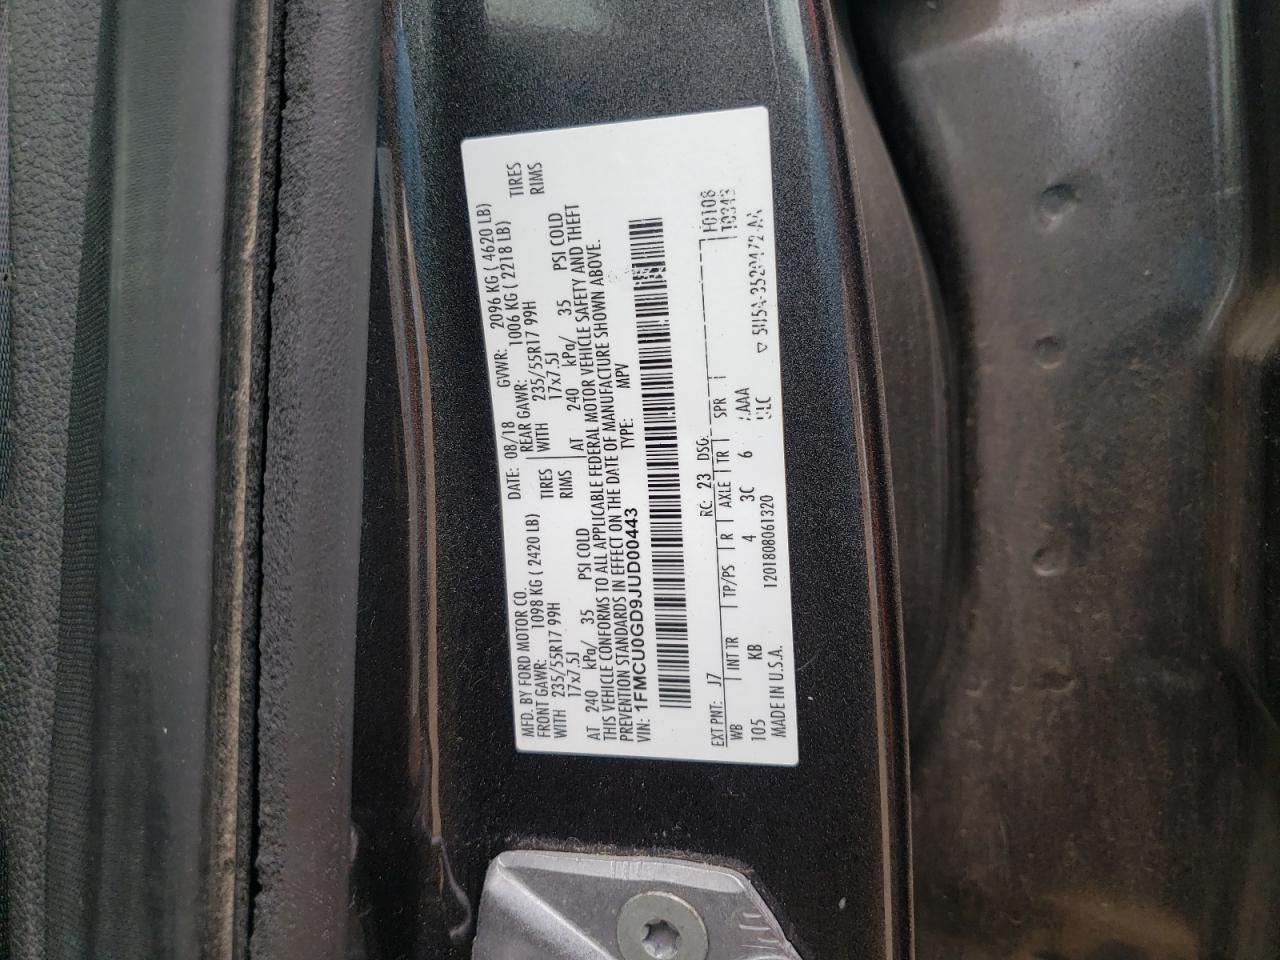 MFD. BY FORD MOTOR CO.
DATE: 08/18
GVWR: 2096 KG ( 4620 LB)
FRONT GAWR: 1098 KG ( 2420 LB)
REAR GAWR: 1006 KG ( 2218 LB)
WITH 235/55R17 99H TIRES
WITH 235/55R17 99H TIRES
17x7.5J RIMS
17x7.5J RIMS
AT 240 kPa/ 35 PSI COLD
AT 240 kPa/ 35 PSI COLD
THIS VEHICLE CONFORMS TO ALL APPLICABLE FEDERAL MOTOR VEHICLE SAFETY AND THEFT
PREVENTION STANDARDS IN EFFECT ON THE DATE OF MANUFACTURE SHOWN ABOVE.
VIN: 1FMCU0GD9JUD00443
TYPE: MPV
EXT PNT: J7 RC: 23 DSO: F0108
WB INT TR TP/PS R AXLE TR SPR T0343
105 KB 4 3C 6
MADE IN U.S.A. 1201808061320